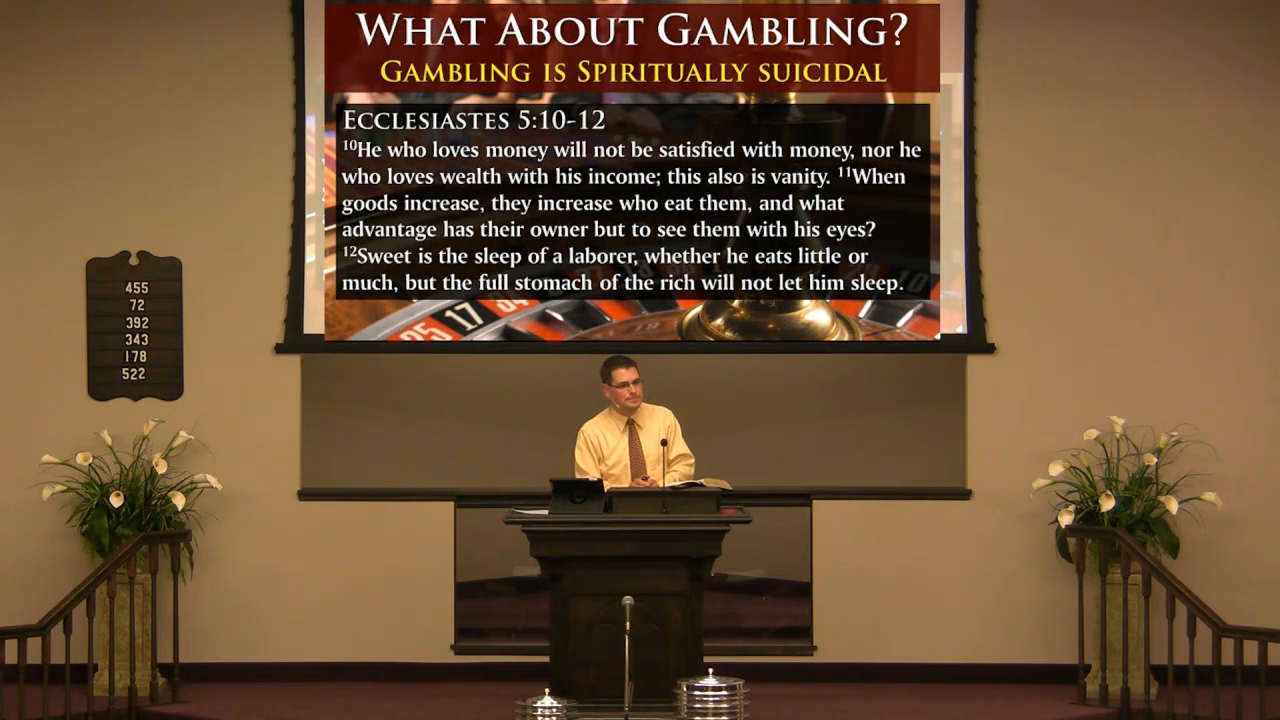 WHAT ABOUT GAMBLING?
GAMBLING IS SPIRITUALLY SUICIDAL
ECCLESIASTES 5:10-12
¹⁰He who loves money will not be satisfied with money, nor he
who loves wealth with his income; this also is vanity. ¹¹When
goods increase, they increase who eat them, and what
advantage has their owner but to see them with his eyes?
¹²Sweet is the sleep of a laborer, whether he eats little or
much, but the full stomach of the rich will not let him sleep.
25 17 34
455
72
392
343
178
522